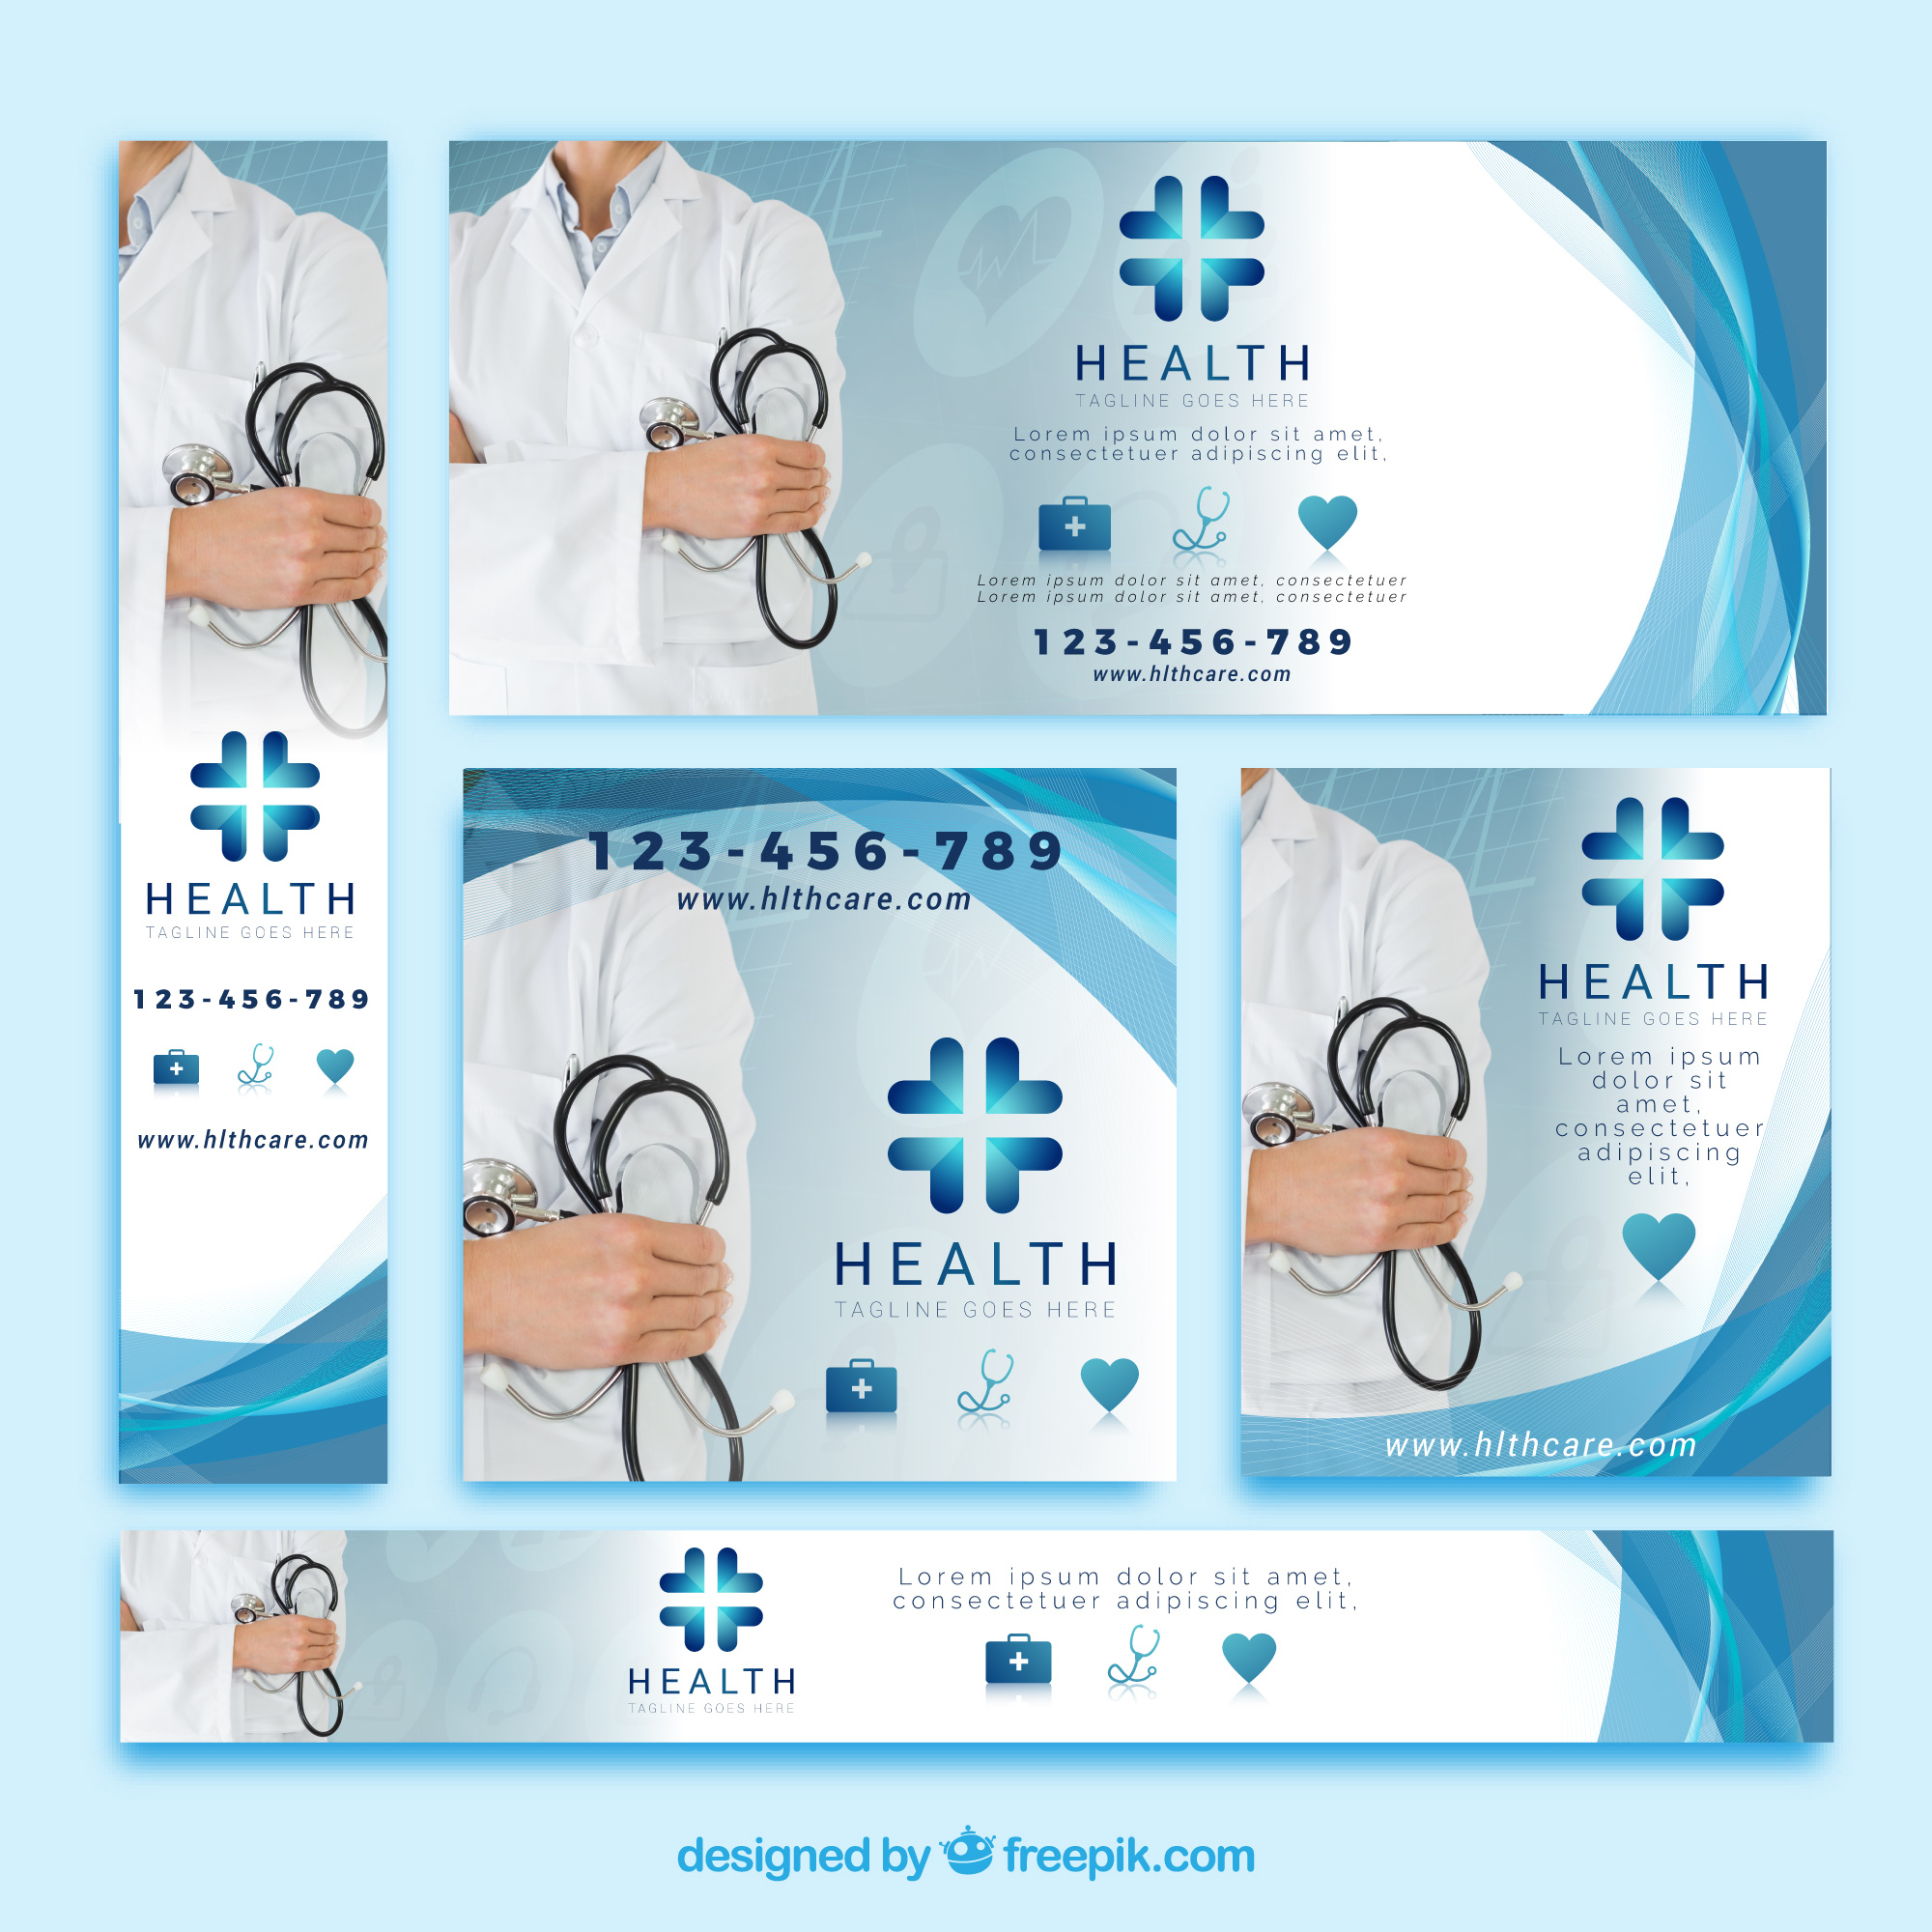 HEALTH
TAGLINE GOES HERE
123-456-789
www.hlthcare.com
HEALTH
TAGLINE GOES HERE
Lorem ipsum dolor sit amet,
consectetuer adipiscing elit,
Lorem ipsum dolor sit amet, consectetuer
Lorem ipsum dolor sit amet, consectetuer
123-456-789
www.hlthcare.com
123-456-789
www.hlthcare.com
HEALTH
TAGLINE GOES HERE
HEALTH
TAGLINE GOES HERE
Lorem ipsum
dolor sit
amet,
consectetuer
adipiscing
elit,
www.hlthcare.com
HEALTH
TAGLINE GOES HERE
Lorem ipsum dolor sit amet,
consectetuer adipiscing elit,
designed by freepik.com